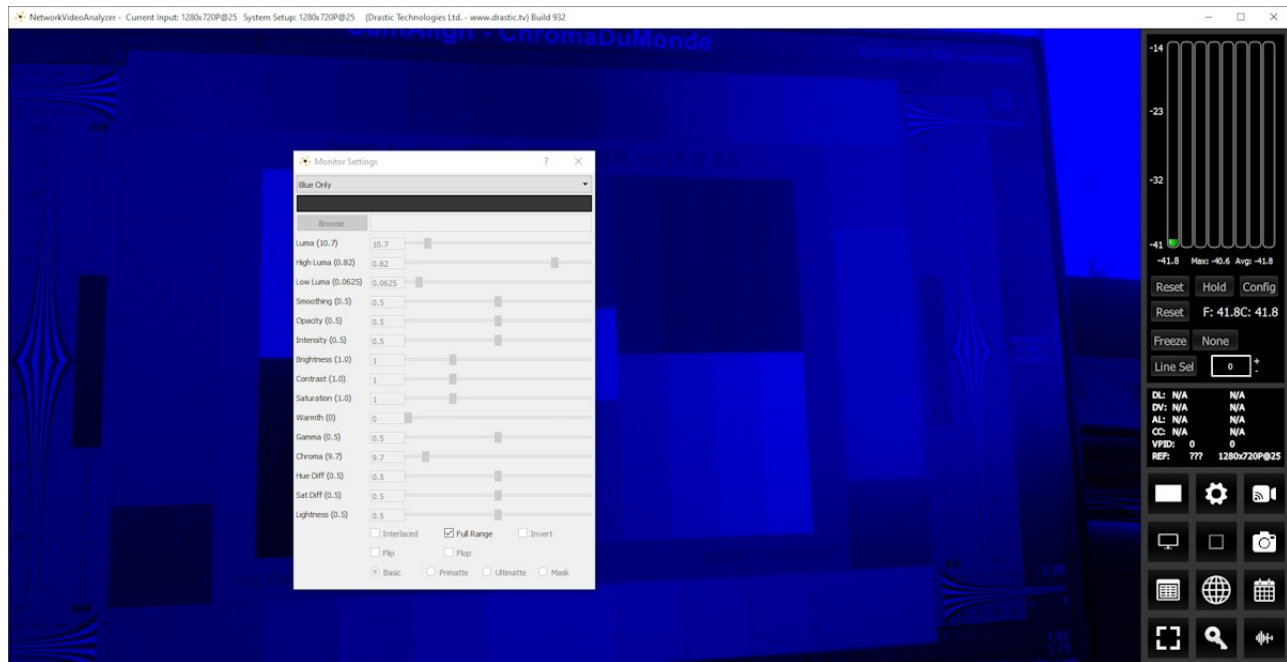 NetworkVideoAnalyzer - Current Input: 1280x720P@25 System Setup: 1280x720P@25 (Drastic Technologies Ltd. - www.drastic.tv) Build 932
CamAlign - ChromaDuMonde
Monitor Settings ? ×
Blue Only
Browse
Luma (10.7) 10.7
High Luma (0.82) 0.82
Low Luma (0.0625) 0.0625
Smoothing (0.5) 0.5
Opacity (0.5) 0.5
Intensity (0.5) 0.5
Brightness (1.0) 1
Contrast (1.0) 1
Saturation (1.0) 1
Warmth (0) 0
Gamma (0.5) 0.5
Chroma (9.7) 9.7
Hue Diff (0.5) 0.5
Sat Diff (0.5) 0.5
Lightness (0.5) 0.5
Interlaced Full Range Invert
Flip Flop
Basic Primatte Ultimatte Mask
-14
-23
-32
-41
-41.8 Max: -40.6 Avg: -41.8
Reset Hold Config
Reset F: 41.8C: 41.8
Freeze None
Line Sel 0 + -
DL: N/A N/A
DV: N/A N/A
AL: N/A N/A
CC: N/A N/A
VPID: 0 0
REF: ??? 1280x720P@25